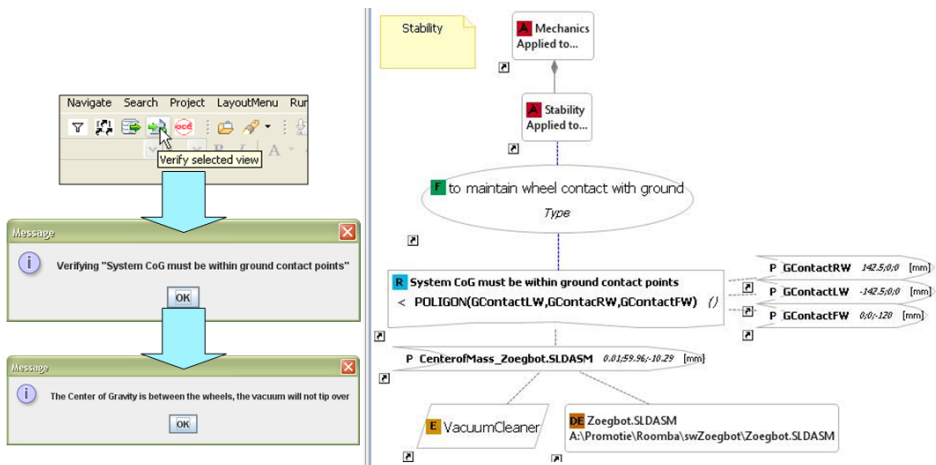 Navigate Search Project LayoutMenu Run
ocd
B I A
Verify selected view
Message
Verifying "System CoG must be within ground contact points"
OK
Message
The Center of Gravity is between the wheels, the vacuum will not tip over
OK
Stability
A Mechanics
Applied to...
A Stability
Applied to...
F to maintain wheel contact with ground
Type
R System CoG must be within ground contact points
< POLIGON(GContactLW,GContacRW,GContactFW) ()
P GContactRW 142.5;0;0 [mm]
P GContactLW -142.5;0;0 [mm]
P GContactFW 0;0;-120 [mm]
P CenterofMass_Zoegbot.SLDASM 0.01;59.96;-10.29 [mm]
E VacuumCleaner
DE Zoegbot.SLDASM
A:\Promotie\Roomba\swZoegbot\Zoegbot.SLDASM